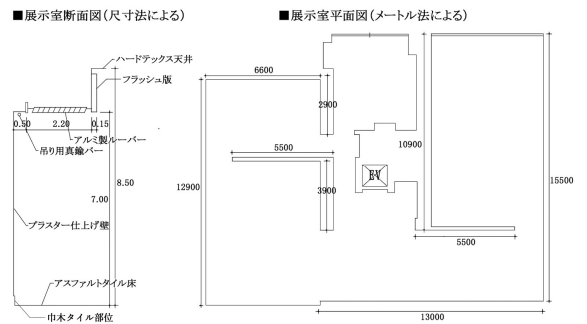 ■展示室断面図(尺寸法による)
■展示室平面図(メートル法による)
ハードテックス天井
フラッシュ版
0.50
2.20
0.15
アルミ製ルーバー
吊り用真鍮バー
8.50
7.00
プラスター仕上げ壁
アスファルトタイル床
巾木タイル部位
6600
2900
5500
10900
EV
3900
12900
15500
5500
13000